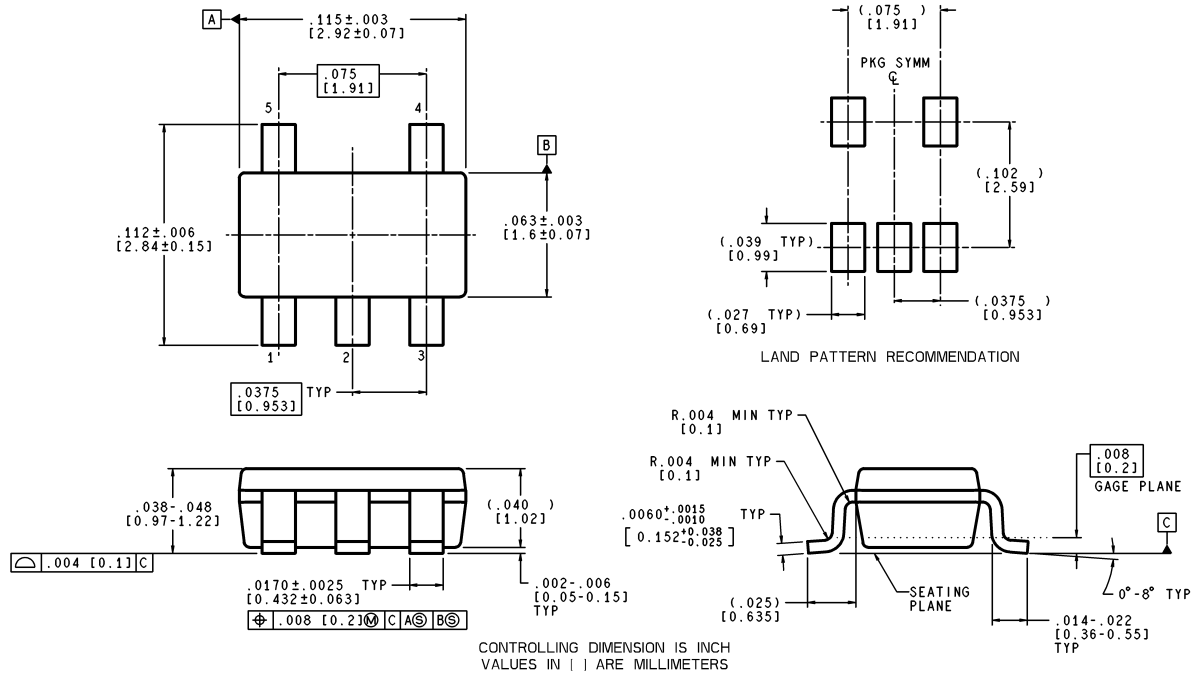 A
.115±.003
[2.92±0.07]
.075
[1.91]
5
4
B
.112±.006
[2.84±0.15]
.063±.003
[1.6±0.07]
1
2
3
.0375 TYP
[0.953]
(.075 )
[1.91]
PKG SYMM
℄
(.102 )
[2.59]
(.039 TYP)
[0.99]
(.027 TYP)
[0.69]
(.0375 )
[0.953]
LAND PATTERN RECOMMENDATION
.038-.048
[0.97-1.22]
(.040 )
[1.02]
⌓ .004 [0.1] C
.0170±.0025 TYP
[0.432±0.063]
⌖ .008 [0.2]Ⓜ C AⓈ BⓈ
.002-.006
[0.05-0.15]
TYP
R.004 MIN TYP
[0.1]
R.004 MIN TYP
[0.1]
.0060+.0015
-.0010
TYP
[0.152+0.038
-0.025]
.008
[0.2]
GAGE PLANE
C
SEATING
PLANE
0°-8° TYP
(.025)
[0.635]
.014-.022
[0.36-0.55]
TYP
CONTROLLING DIMENSION IS INCH
VALUES IN [ ] ARE MILLIMETERS